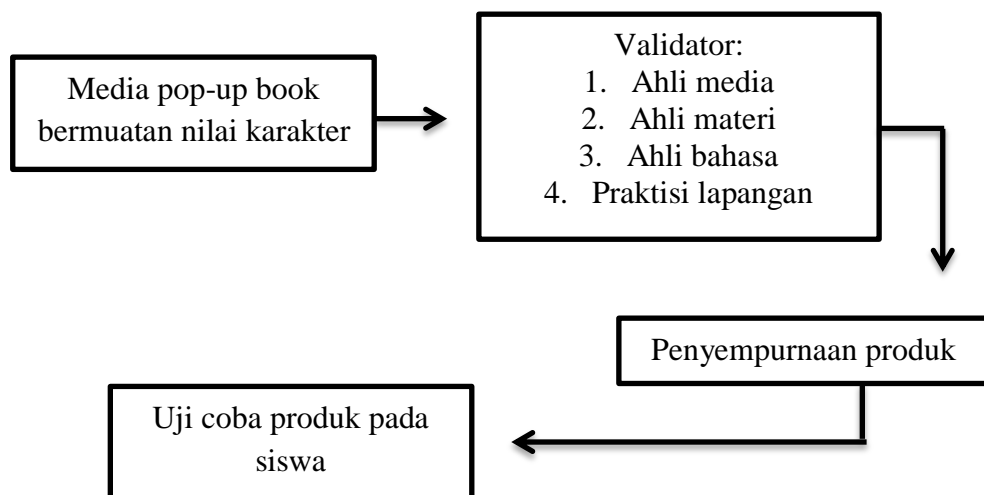 Media pop-up book
bermuatan nilai karakter
Validator:
1. Ahli media
2. Ahli materi
3. Ahli bahasa
4. Praktisi lapangan
Penyempurnaan produk
Uji coba produk pada
siswa